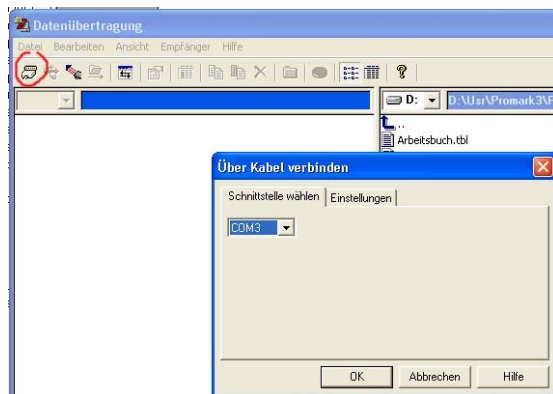 Datenübertragung
Datei Bearbeiten Ansicht Empfänger Hilfe
D: D:\Usr\Promark3\
..
Arbeitsbuch.tbl
Über Kabel verbinden
Schnittstelle wählen Einstellungen
COM3
OK Abbrechen Hilfe